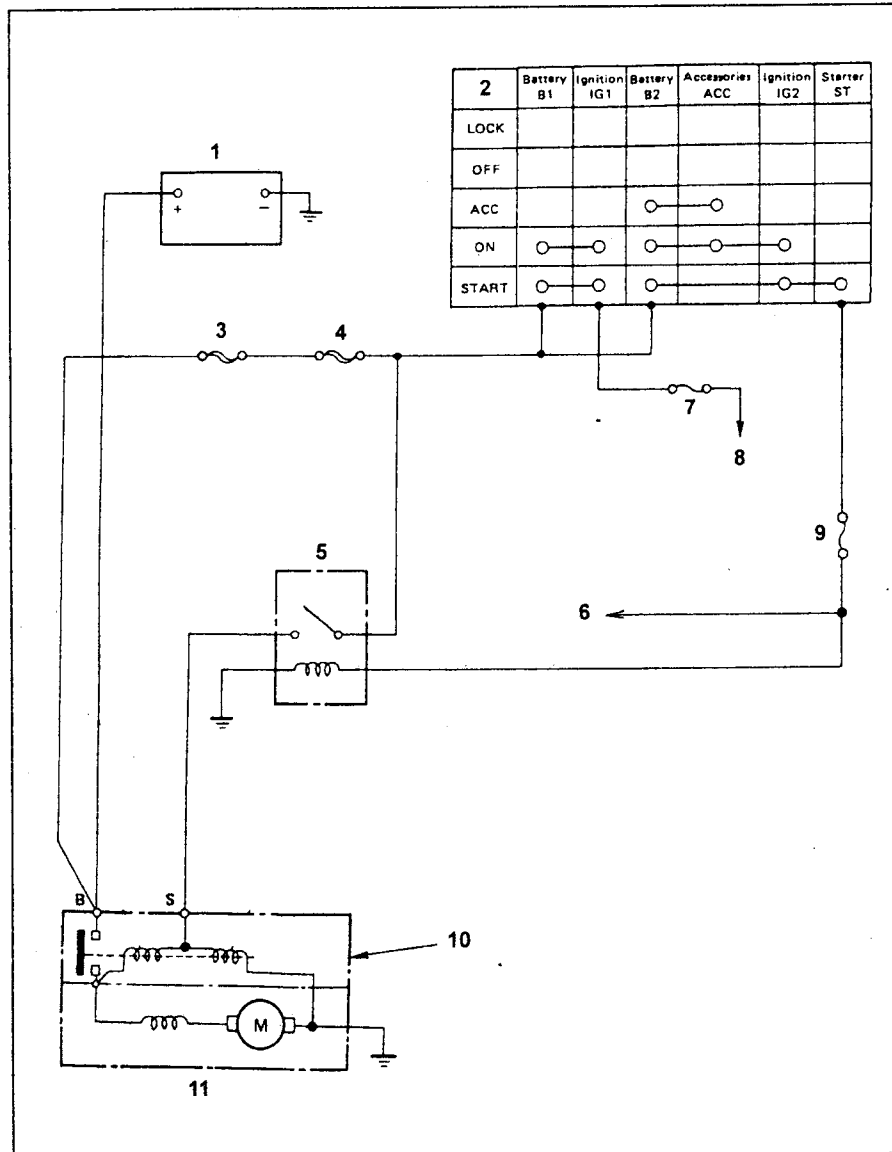 1
2 Battery B1 Ignition IG1 Battery B2 Accessories ACC Ignition IG2 Starter ST
LOCK
OFF
ACC
ON
START
+ −
3 4
7
8
9
5
6
B S
10
M
11